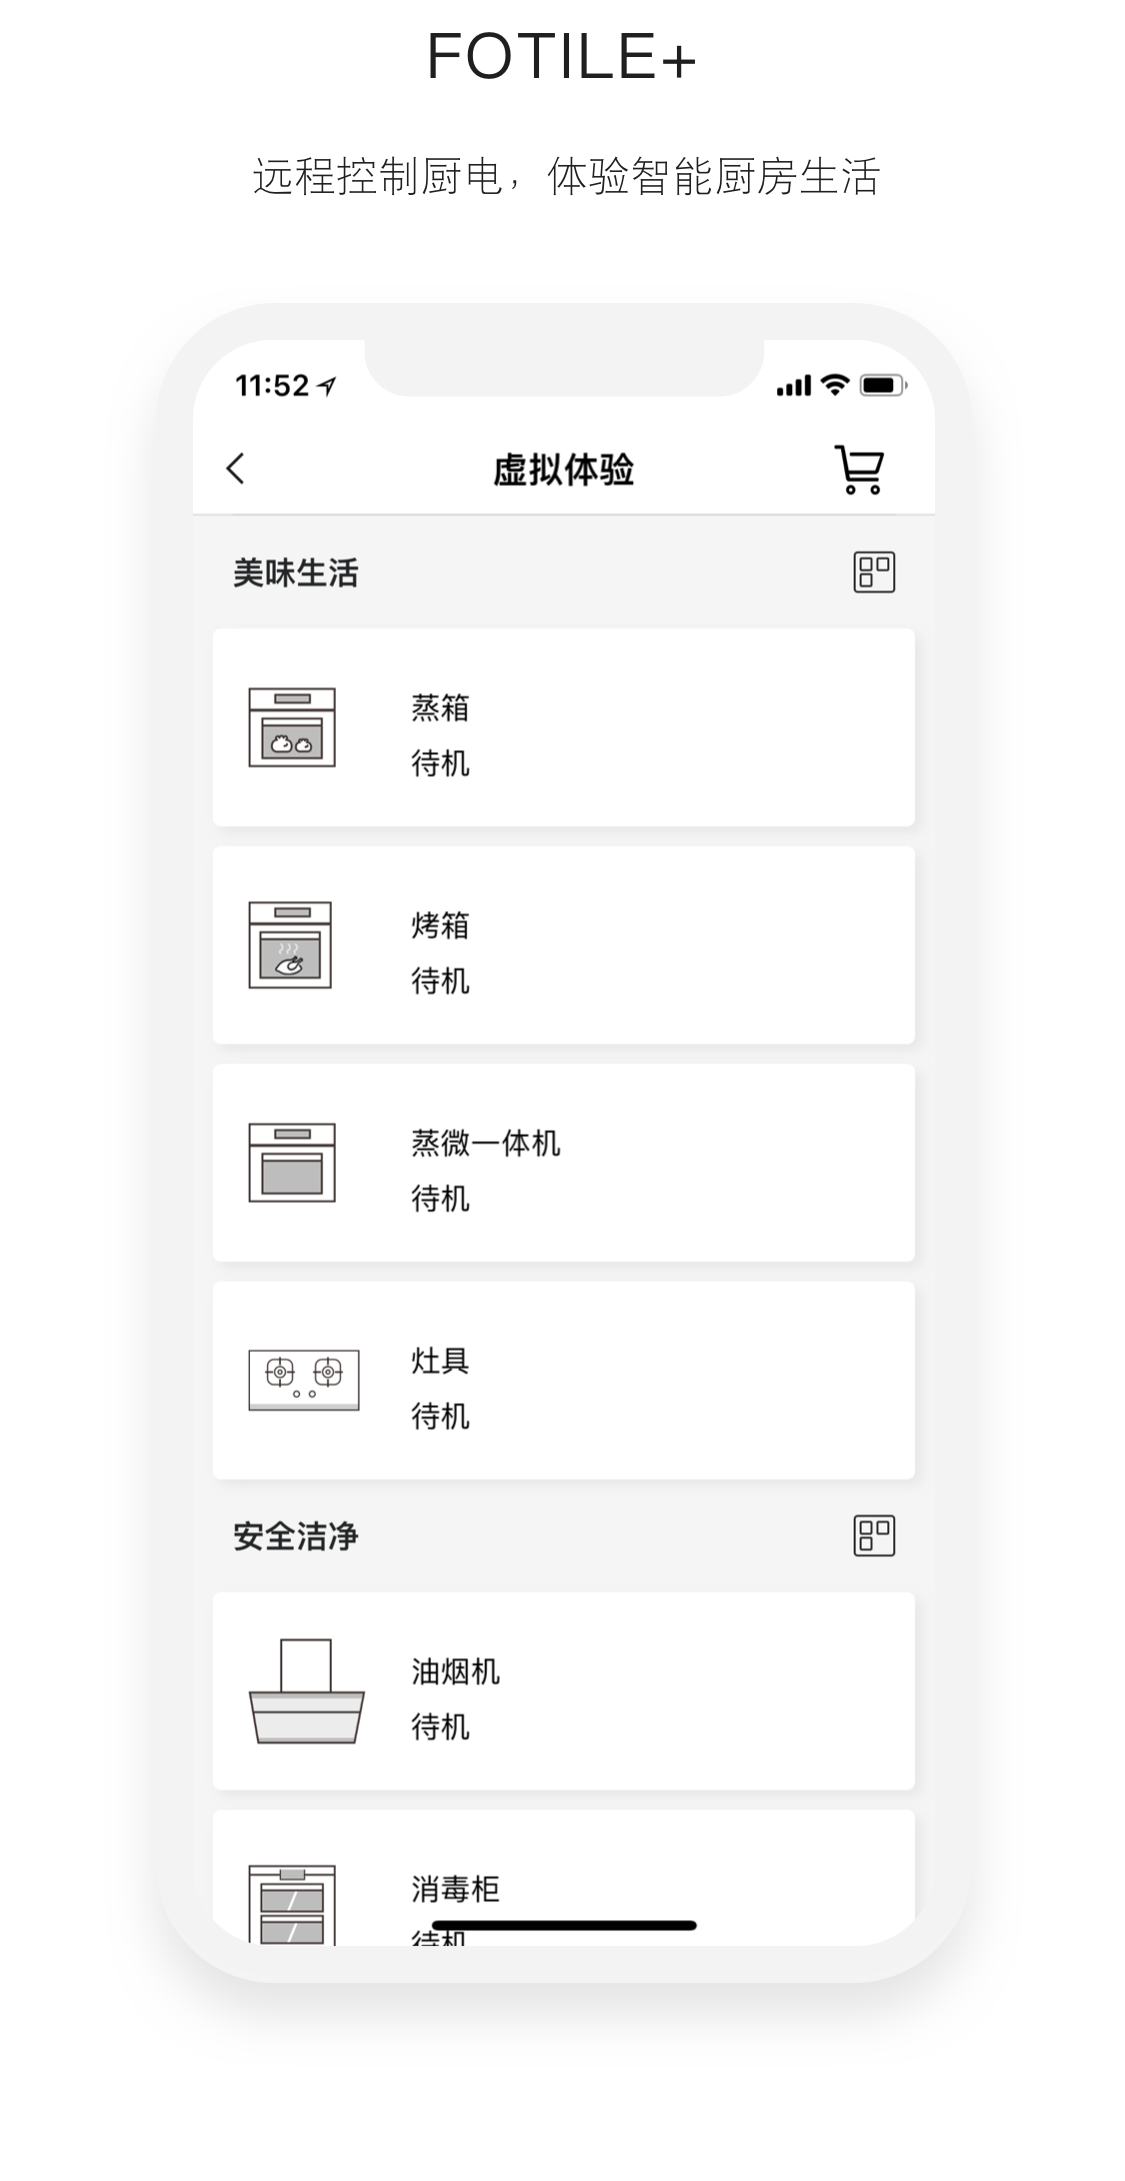 FOTILE+
远程控制厨电，体验智能厨房生活
11:52
虚拟体验
美味生活
蒸箱
待机
烤箱
待机
蒸微一体机
待机
灶具
待机
安全洁净
油烟机
待机
消毒柜
待机